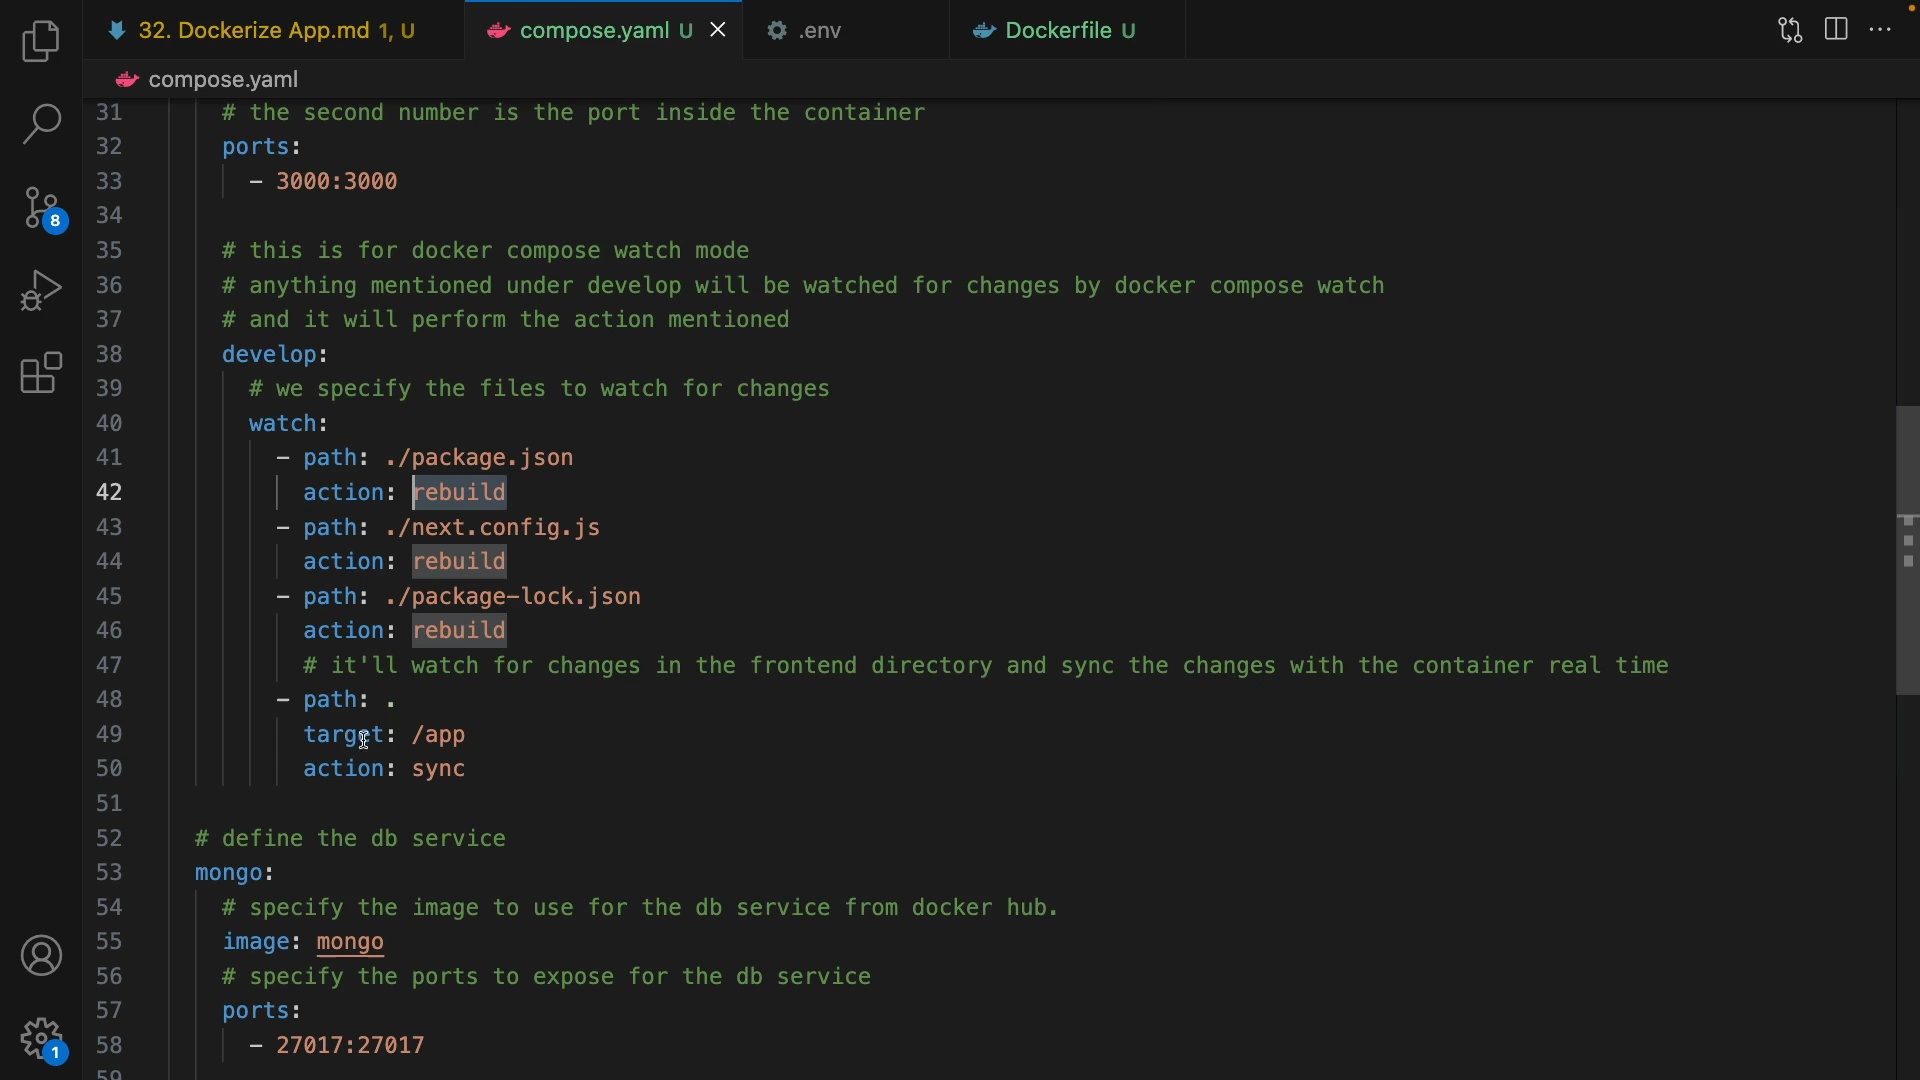 32. Dockerize App.md 1, U
compose.yaml U
.env
Dockerfile U
compose.yaml
31 # the second number is the port inside the container
32 ports:
33 - 3000:3000
34
35 # this is for docker compose watch mode
36 # anything mentioned under develop will be watched for changes by docker compose watch
37 # and it will perform the action mentioned
38 develop:
39 # we specify the files to watch for changes
40 watch:
41 - path: ./package.json
42 action: rebuild
43 - path: ./next.config.js
44 action: rebuild
45 - path: ./package-lock.json
46 action: rebuild
47 # it'll watch for changes in the frontend directory and sync the changes with the container real time
48 - path: .
49 target: /app
50 action: sync
51
52 # define the db service
53 mongo:
54 # specify the image to use for the db service from docker hub.
55 image: mongo
56 # specify the ports to expose for the db service
57 ports:
58 - 27017:27017
59
8
1